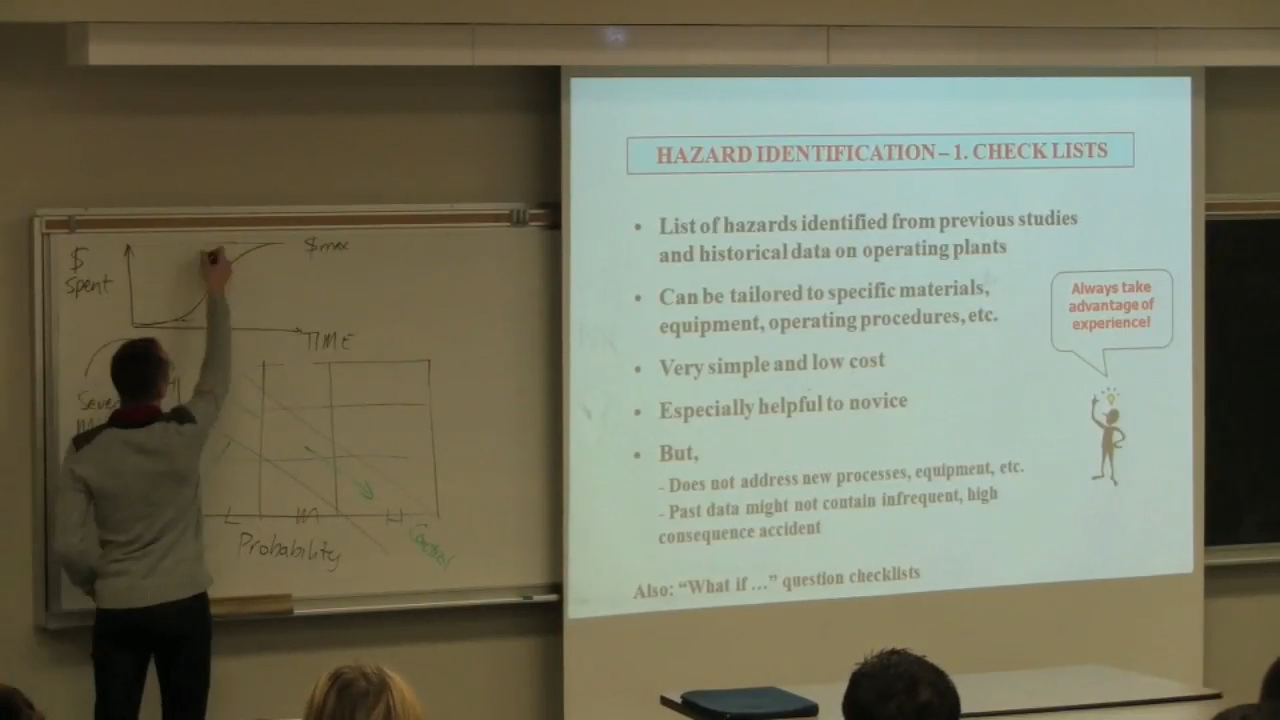 $
spent
$max
TIME
L
M
H
Probability
Control
HAZARD IDENTIFICATION – 1. CHECK LISTS
• List of hazards identified from previous studies
and historical data on operating plants
• Can be tailored to specific materials,
equipment, operating procedures, etc.
• Very simple and low cost
• Especially helpful to novice
• But,
- Does not address new processes, equipment, etc.
- Past data might not contain infrequent, high
consequence accident
Also: “What if …” question checklists
Always take
advantage of
experience!